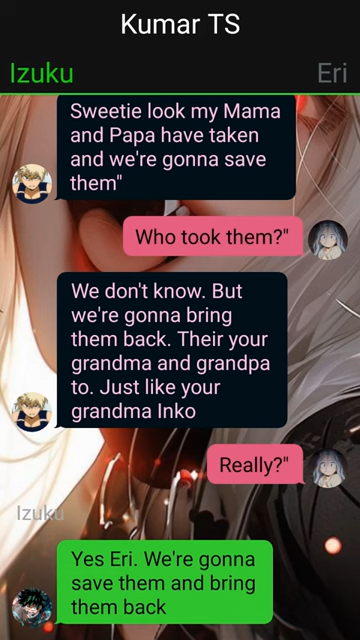 Kumar TS
Izuku
Eri
Sweetie look my Mama
and Papa have taken
and we're gonna save
them"
Who took them?"
We don't know. But
we're gonna bring
them back. Their your
grandma and grandpa
to. Just like your
grandma Inko
Really?"
Izuku
Yes Eri. We're gonna
save them and bring
them back